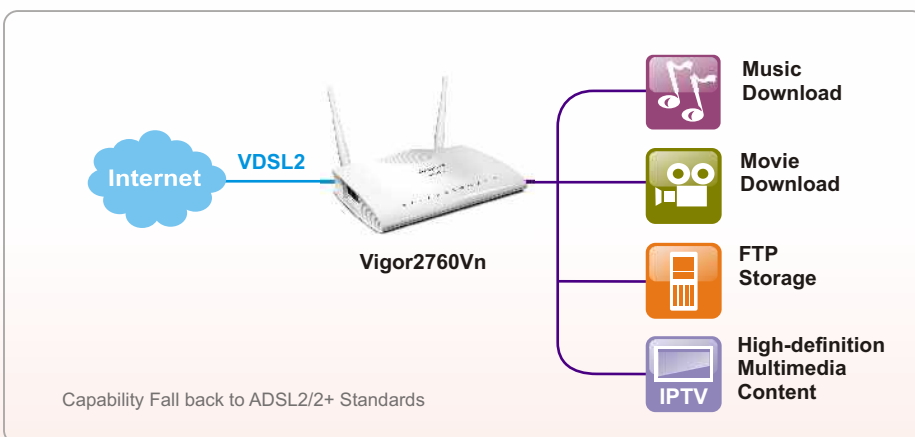 Music
Download
VDSL2
Internet
Movie
Download
Vigor2760Vn
FTP
Storage
High-definition
Multimedia
Content
IPTV
Capability Fall back to ADSL2/2+ Standards